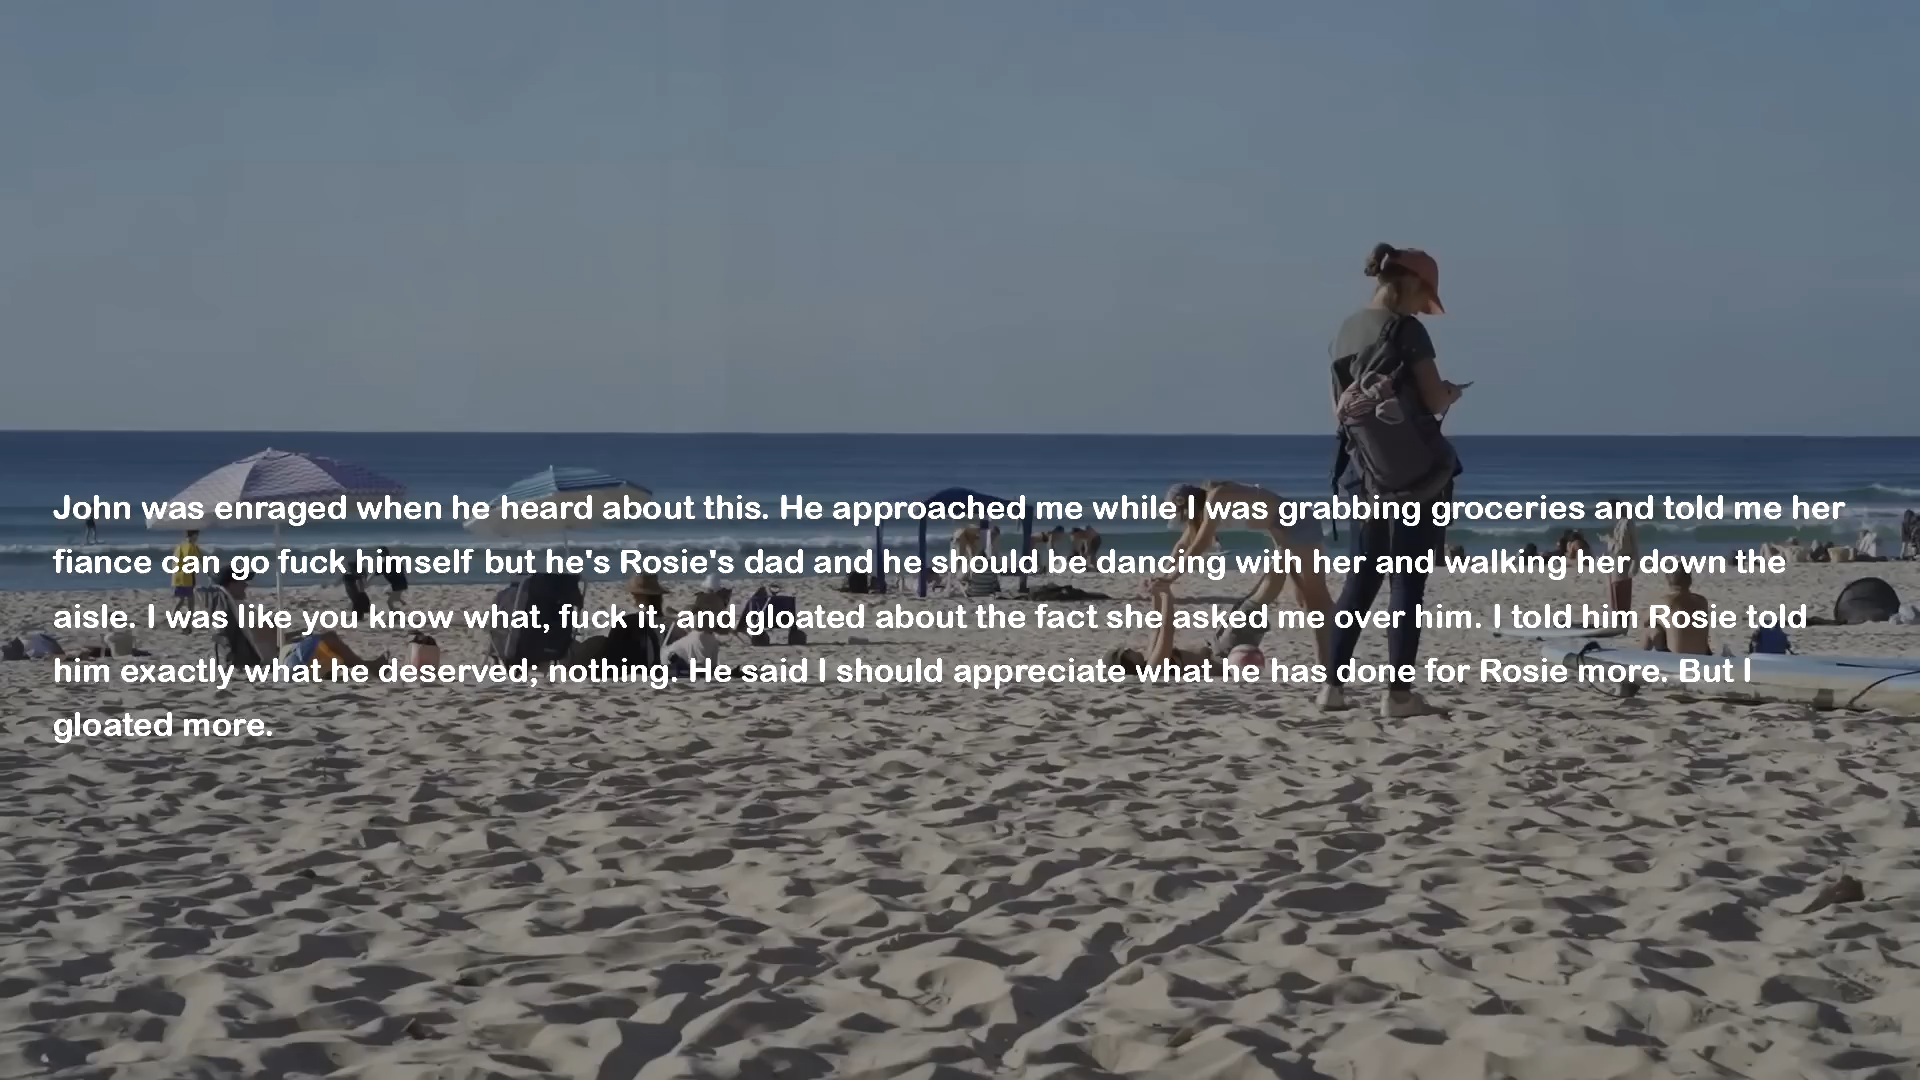 John was enraged when he heard about this. He approached me while I was grabbing groceries and told me her
fiance can go fuck himself but he's Rosie's dad and he should be dancing with her and walking her down the
aisle. I was like you know what, fuck it, and gloated about the fact she asked me over him. I told him Rosie told
him exactly what he deserved; nothing. He said I should appreciate what he has done for Rosie more. But I
gloated more.